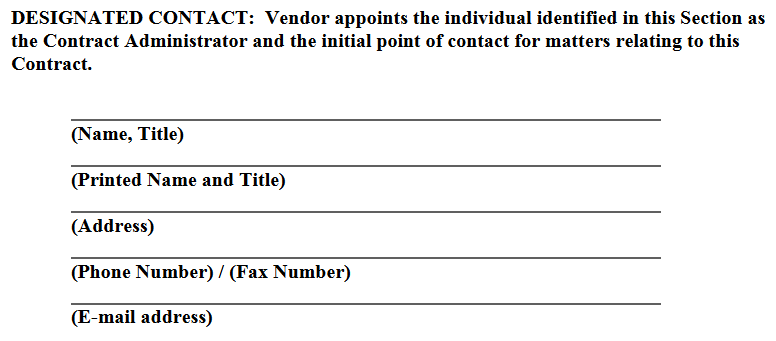 DESIGNATED CONTACT:  Vendor appoints the individual identified in this Section as
the Contract Administrator and the initial point of contact for matters relating to this
Contract.
(Name, Title)
(Printed Name and Title)
(Address)
(Phone Number) / (Fax Number)
(E-mail address)